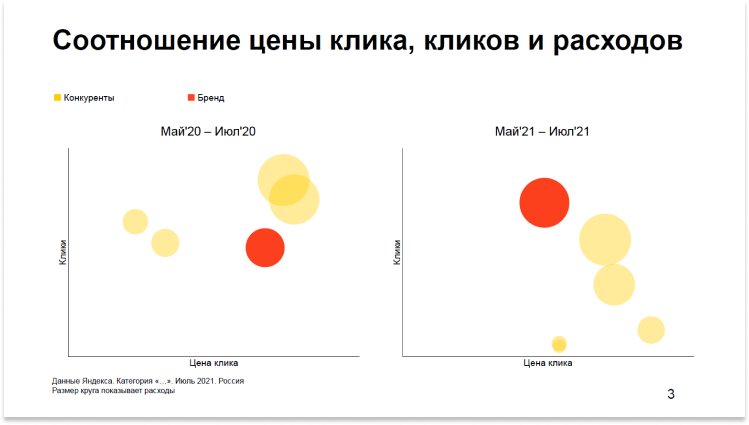 Соотношение цены клика, кликов и расходов
Конкуренты
Бренд
Май'20 – Июл'20
Май'21 – Июл'21
Клики
Клики
Цена клика
Цена клика
Данные Яндекса. Категория «...». Июль 2021. Россия
Размер круга показывает расходы
3